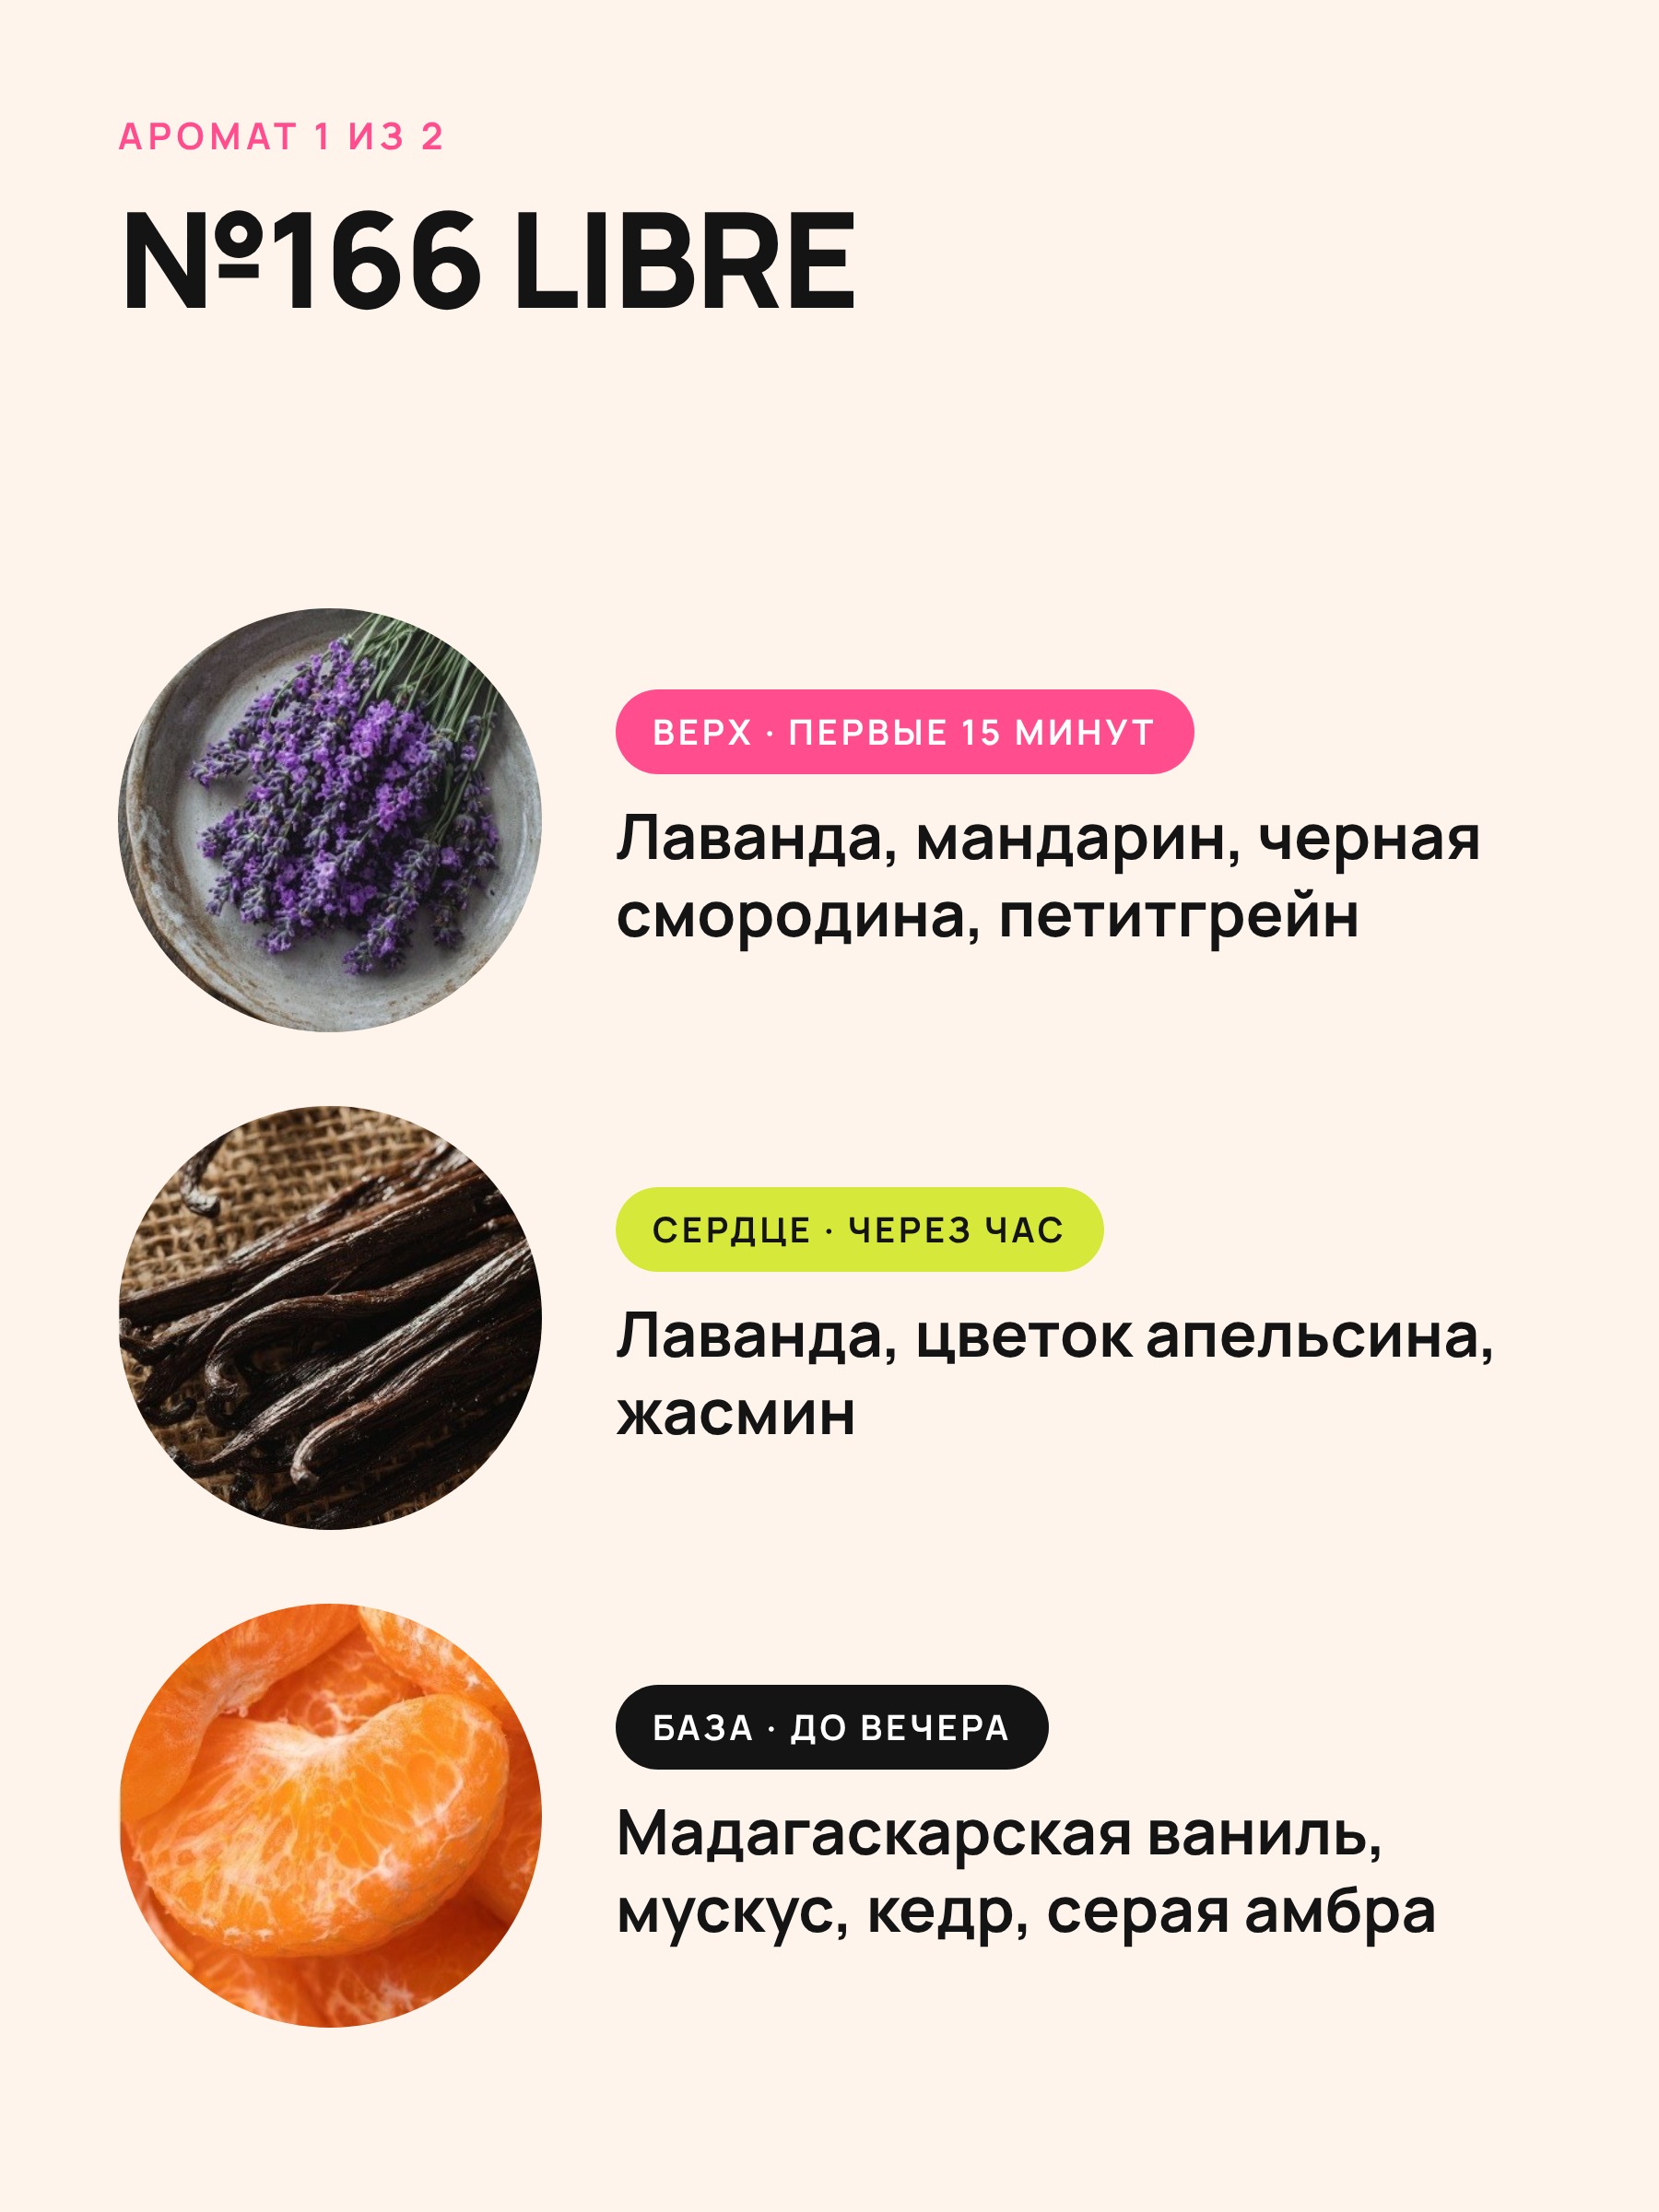 АРОМАТ 1 ИЗ 2
№166 LIBRE
ВЕРХ · ПЕРВЫЕ 15 МИНУТ
Лаванда, мандарин, черная
смородина, петитгрейн
СЕРДЦЕ · ЧЕРЕЗ ЧАС
Лаванда, цветок апельсина,
жасмин
БАЗА · ДО ВЕЧЕРА
Мадагаскарская ваниль,
мускус, кедр, серая амбра